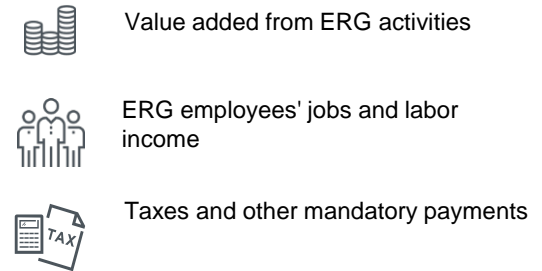 Value added from ERG activities
ERG employees' jobs and labor
income
TAX
Taxes and other mandatory payments